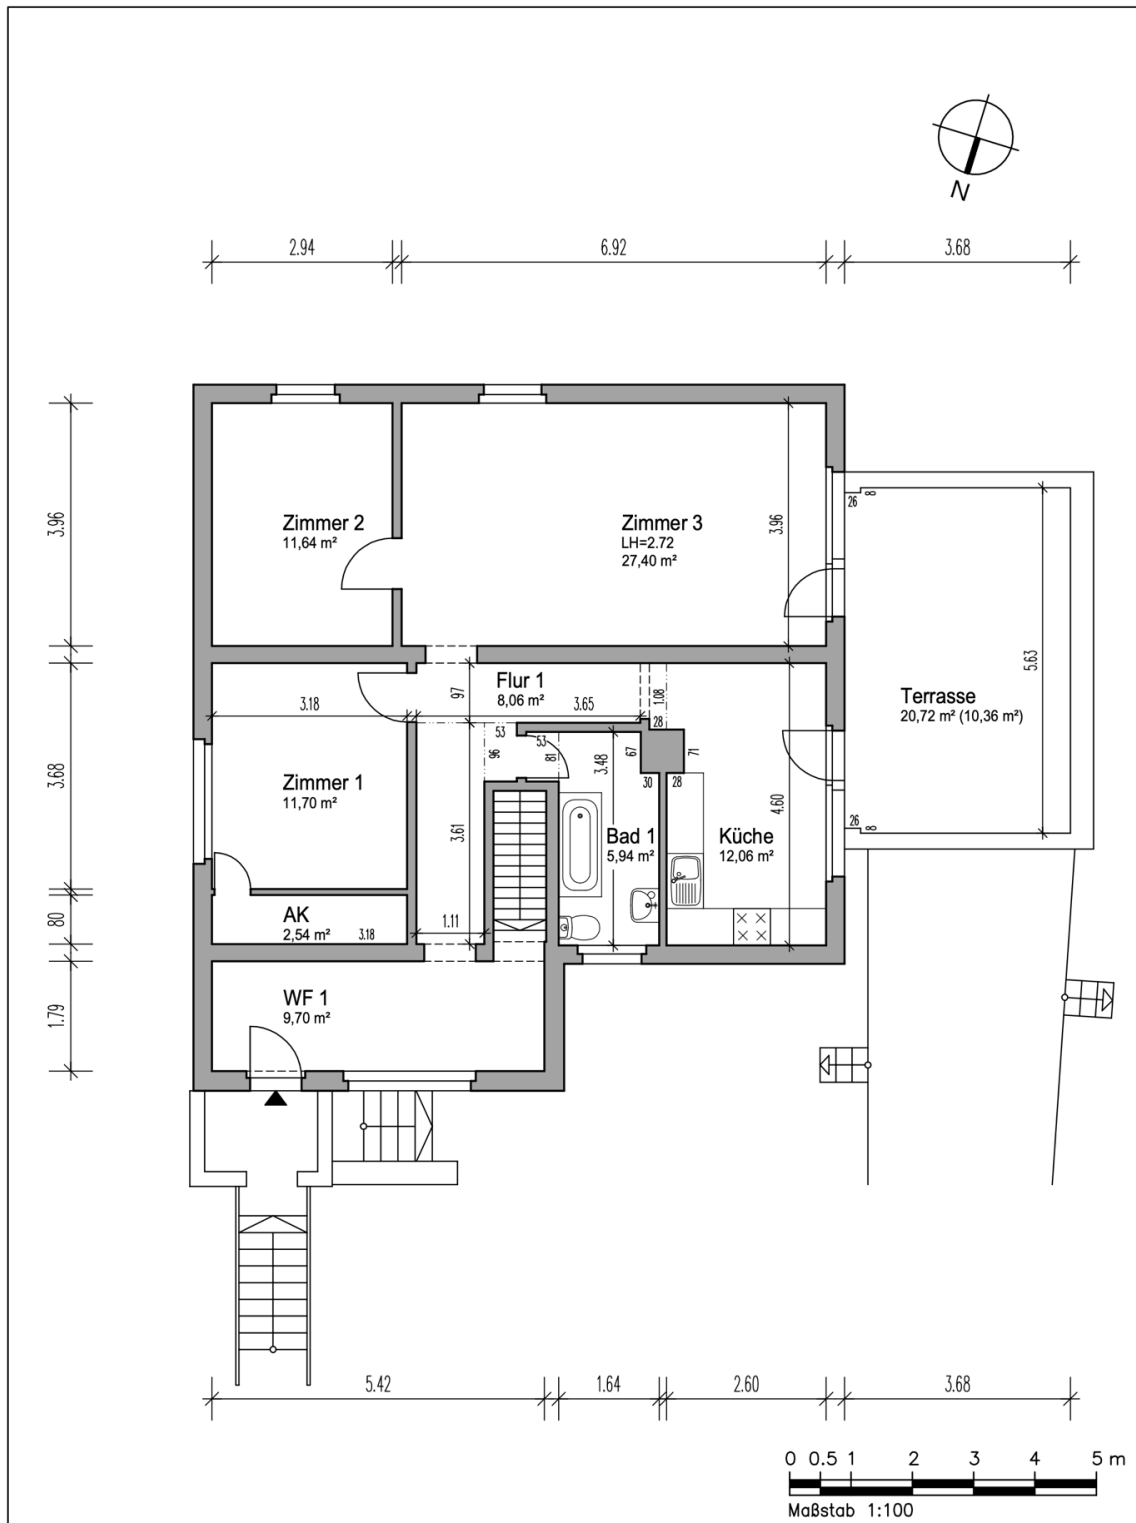 N
2.94
6.92
3.68
3.96
3.68
80
1.79
Zimmer 2
11,64 m²
Zimmer 3
LH=2.72
27,40 m²
3.96
26
8
5.63
Terrasse
20,72 m² (10,36 m²)
26
8
Flur 1
8,06 m²
97
3.65
1.08
28
3.18
53
53
96
81
3.48
67
30
71
28
Zimmer 1
11,70 m²
3.61
Bad 1
5,94 m²
Küche
12,06 m²
4.60
AK
2,54 m²
3.18
1.11
WF 1
9,70 m²
5.42
1.64
2.60
3.68
0 0.5 1 2 3 4 5 m
Maßstab 1:100